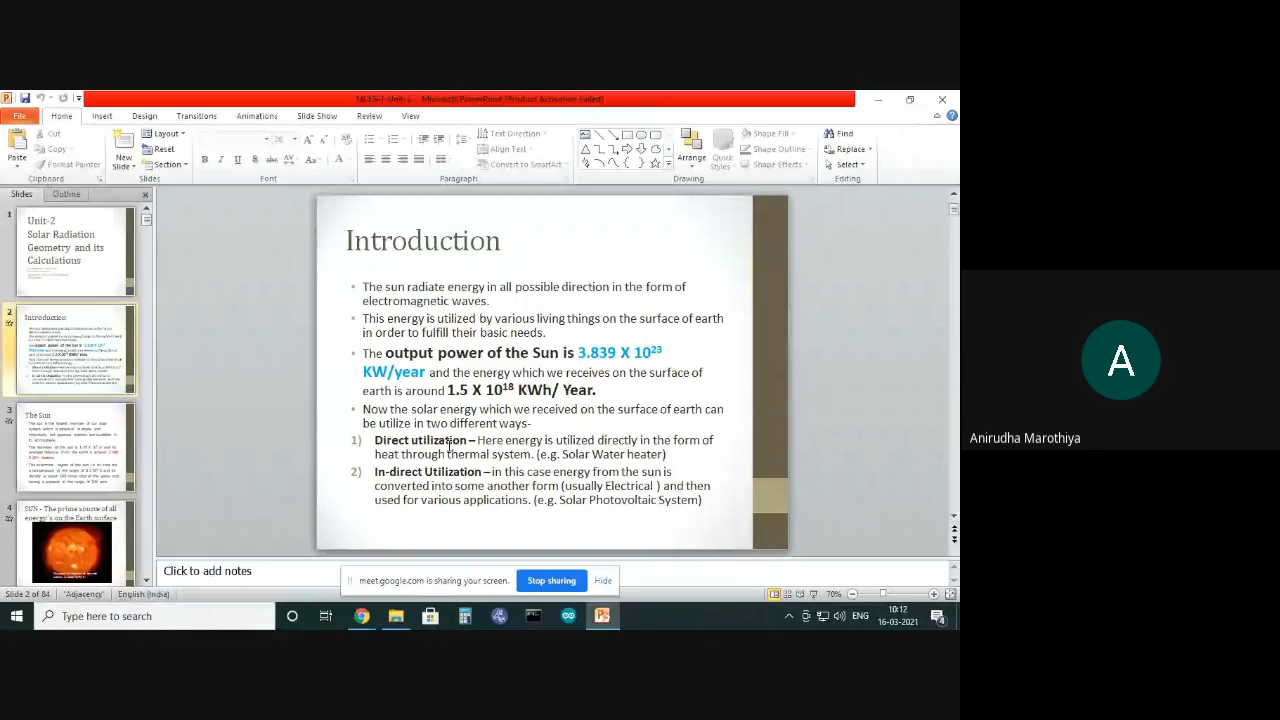 Microsoft PowerPoint (Product Activation Failed)
File Home Insert Design Transitions Animations Slide Show Review View
Paste
Cut
Copy
Format Painter
Clipboard
New
Slide
Layout
Reset
Section
Slides
Font
Text Direction
Align Text
Convert to SmartArt
Paragraph
Arrange
Quick
Styles
Shape Fill
Shape Outline
Shape Effects
Drawing
Find
Replace
Select
Editing
Slides Outline
1
Unit-2
Solar Radiation
Geometry and its
Calculations
2
Introduction
3
The Sun
4
SUN - The prime source of all
energy's on the Earth surface
Introduction
• The sun radiate energy in all possible direction in the form of
electromagnetic waves.
• This energy is utilized by various living things on the surface of earth
in order to fulfill their basic needs.
• The output power of the Sun is 3.839 X 10²³
KW/year and the energy which we receives on the surface of
earth is around 1.5 X 10¹⁸ KWh/ Year.
• Now the solar energy which we received on the surface of earth can
be utilize in two different ways-
1) Direct utilization – Here energy is utilized directly in the form of
heat through thermal system. (e.g. Solar Water heater)
2) In-direct Utilization – in this case energy from the sun is
converted into some another form (usually Electrical ) and then
used for various applications. (e.g. Solar Photovoltaic System)
Click to add notes
meet.google.com is sharing your screen. Stop sharing Hide
Slide 2 of 84 "Adjacency" English (India) 70%
Type here to search
ENG
10:12
16-03-2021
4
A
Anirudha Marothiya